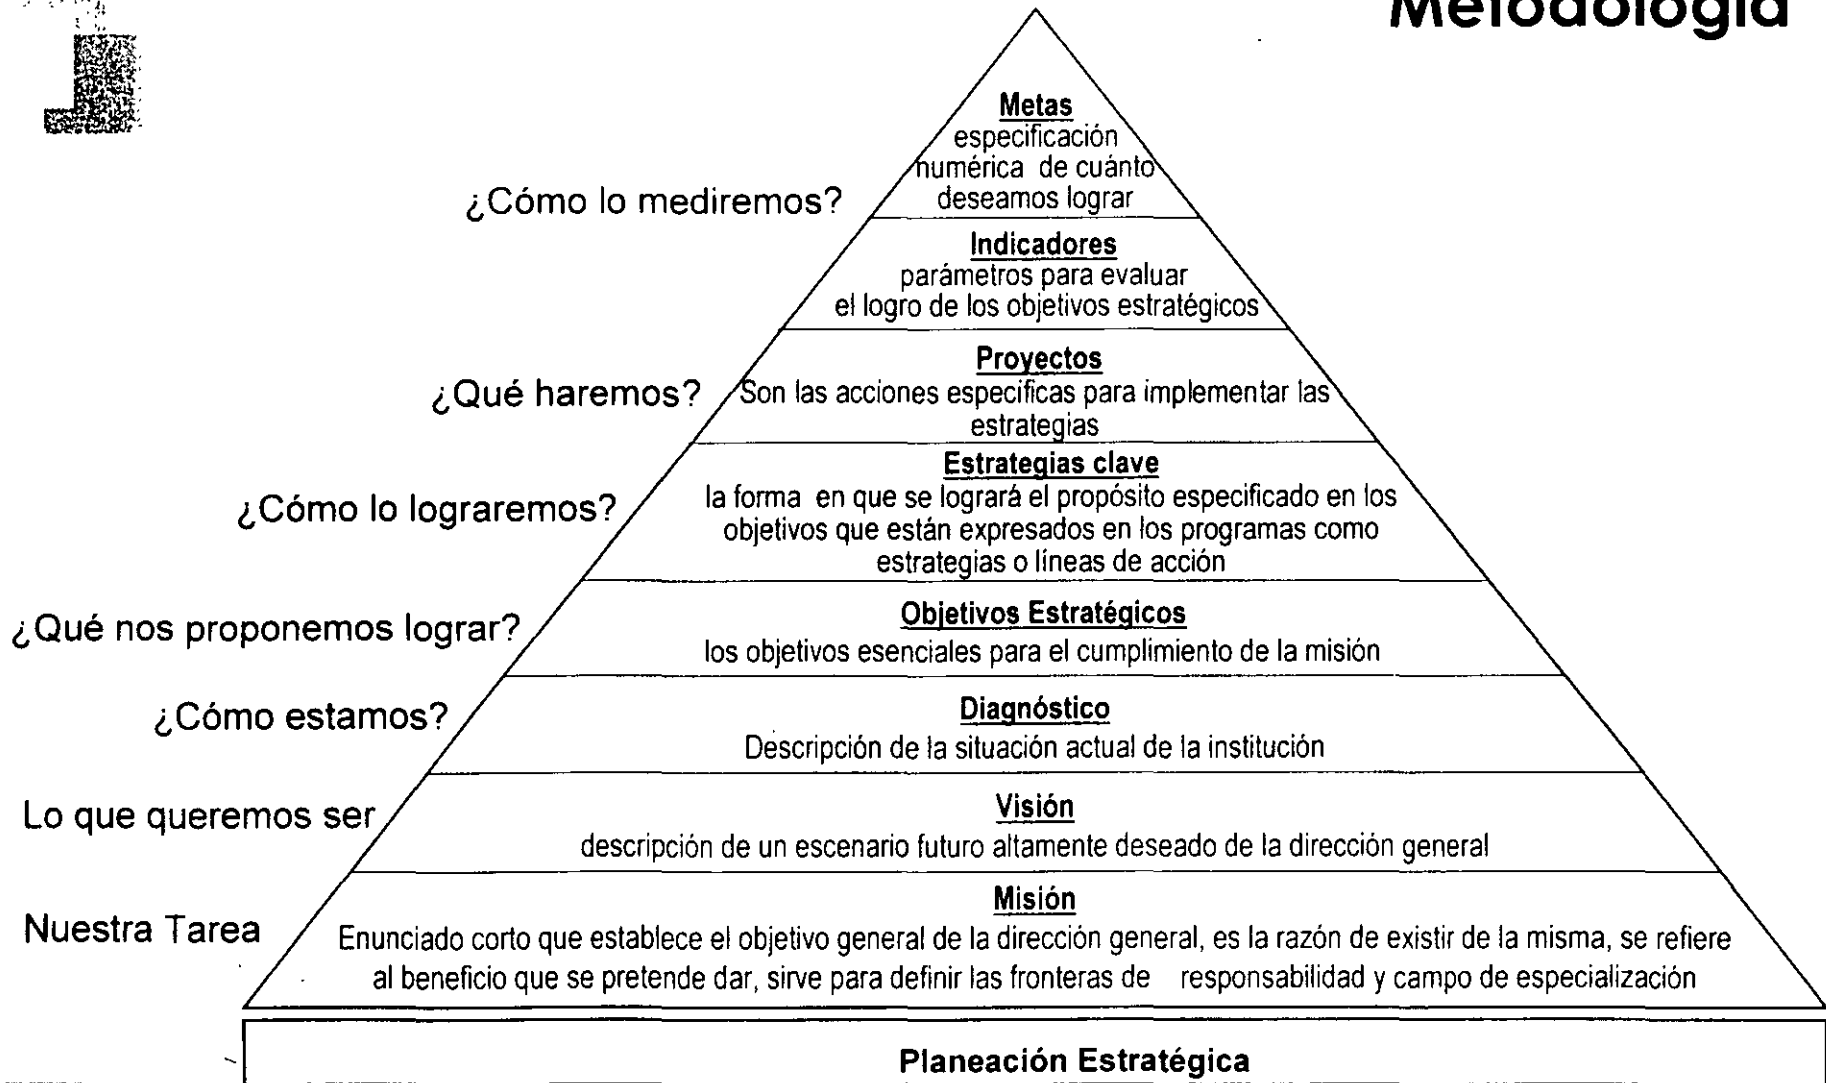 Metodología
Metas
especificación
numérica de cuánto
deseamos lograr
¿Cómo lo mediremos?
Indicadores
parámetros para evaluar
el logro de los objetivos estratégicos
Proyectos
¿Qué haremos?
Son las acciones especificas para implementar las
estrategias
Estrategias clave
¿Cómo lo lograremos?
la forma en que se logrará el propósito especificado en los
objetivos que están expresados en los programas como
estrategias o líneas de acción
Objetivos Estratégicos
¿Qué nos proponemos lograr?
los objetivos esenciales para el cumplimiento de la misión
Diagnóstico
¿Cómo estamos?
Descripción de la situación actual de la institución
Visión
Lo que queremos ser
descripción de un escenario futuro altamente deseado de la dirección general
Misión
Nuestra Tarea
Enunciado corto que establece el objetivo general de la dirección general, es la razón de existir de la misma, se refiere
al beneficio que se pretende dar, sirve para definir las fronteras de responsabilidad y campo de especialización
Planeación Estratégica